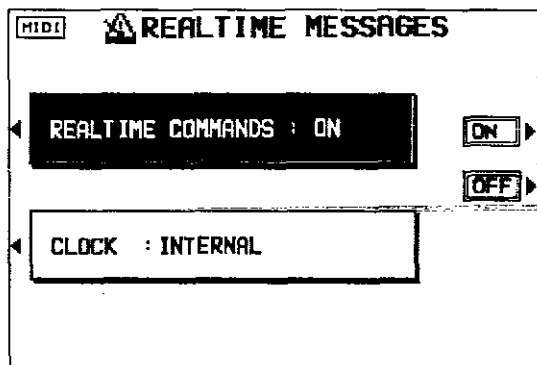 MIDI REALTIME MESSAGES
REALTIME COMMANDS : ON
ON
OFF
CLOCK : INTERNAL